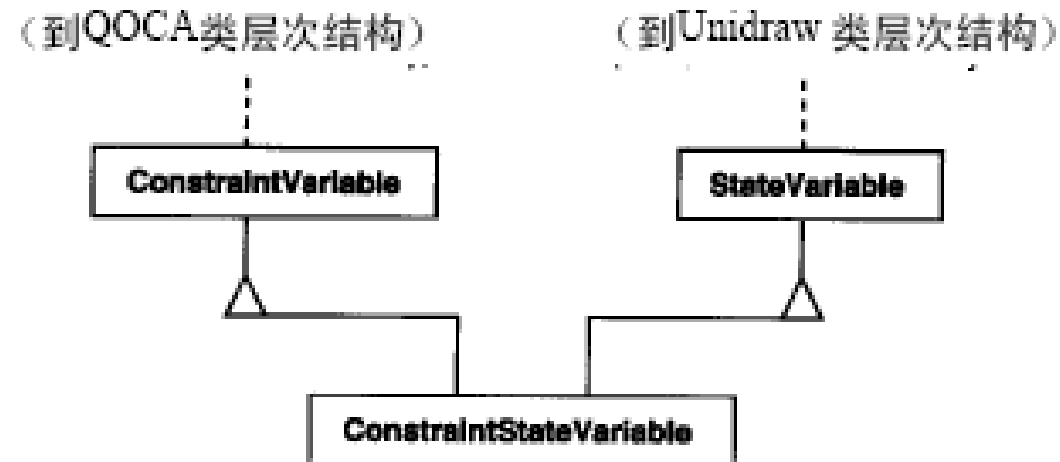 （到QOCA类层次结构）
（到Unidraw 类层次结构）
ConstraintVariable
StateVariable
ConstraintStateVariable